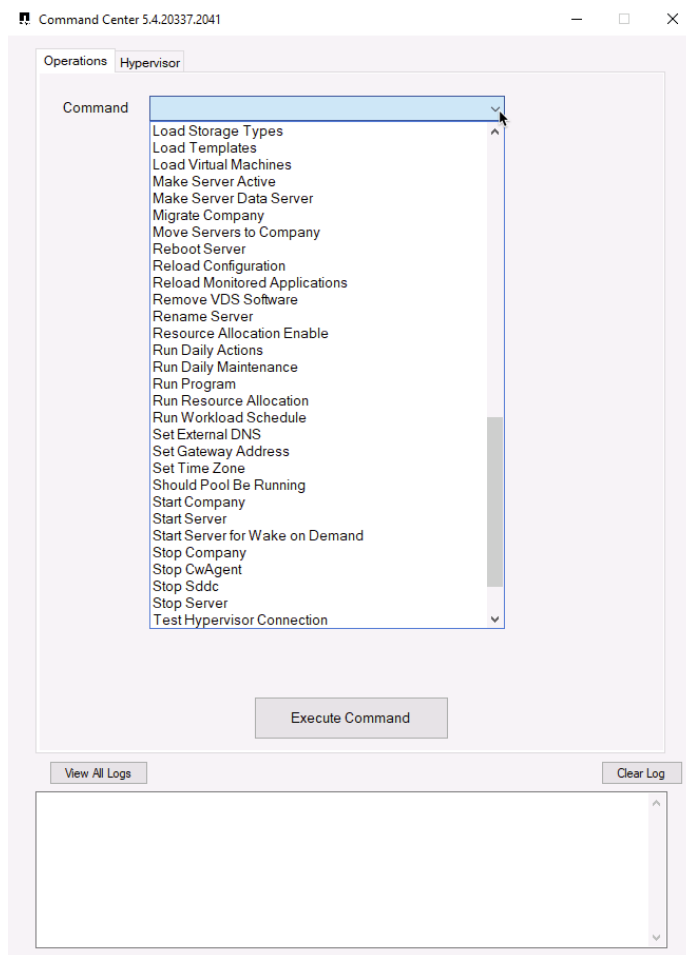 Command Center 5.4.20337.2041
Operations
Hypervisor
Command
Load Storage Types
Load Templates
Load Virtual Machines
Make Server Active
Make Server Data Server
Migrate Company
Move Servers to Company
Reboot Server
Reload Configuration
Reload Monitored Applications
Remove VDS Software
Rename Server
Resource Allocation Enable
Run Daily Actions
Run Daily Maintenance
Run Program
Run Resource Allocation
Run Workload Schedule
Set External DNS
Set Gateway Address
Set Time Zone
Should Pool Be Running
Start Company
Start Server
Start Server for Wake on Demand
Stop Company
Stop CwAgent
Stop Sddc
Stop Server
Test Hypervisor Connection
Execute Command
View All Logs
Clear Log